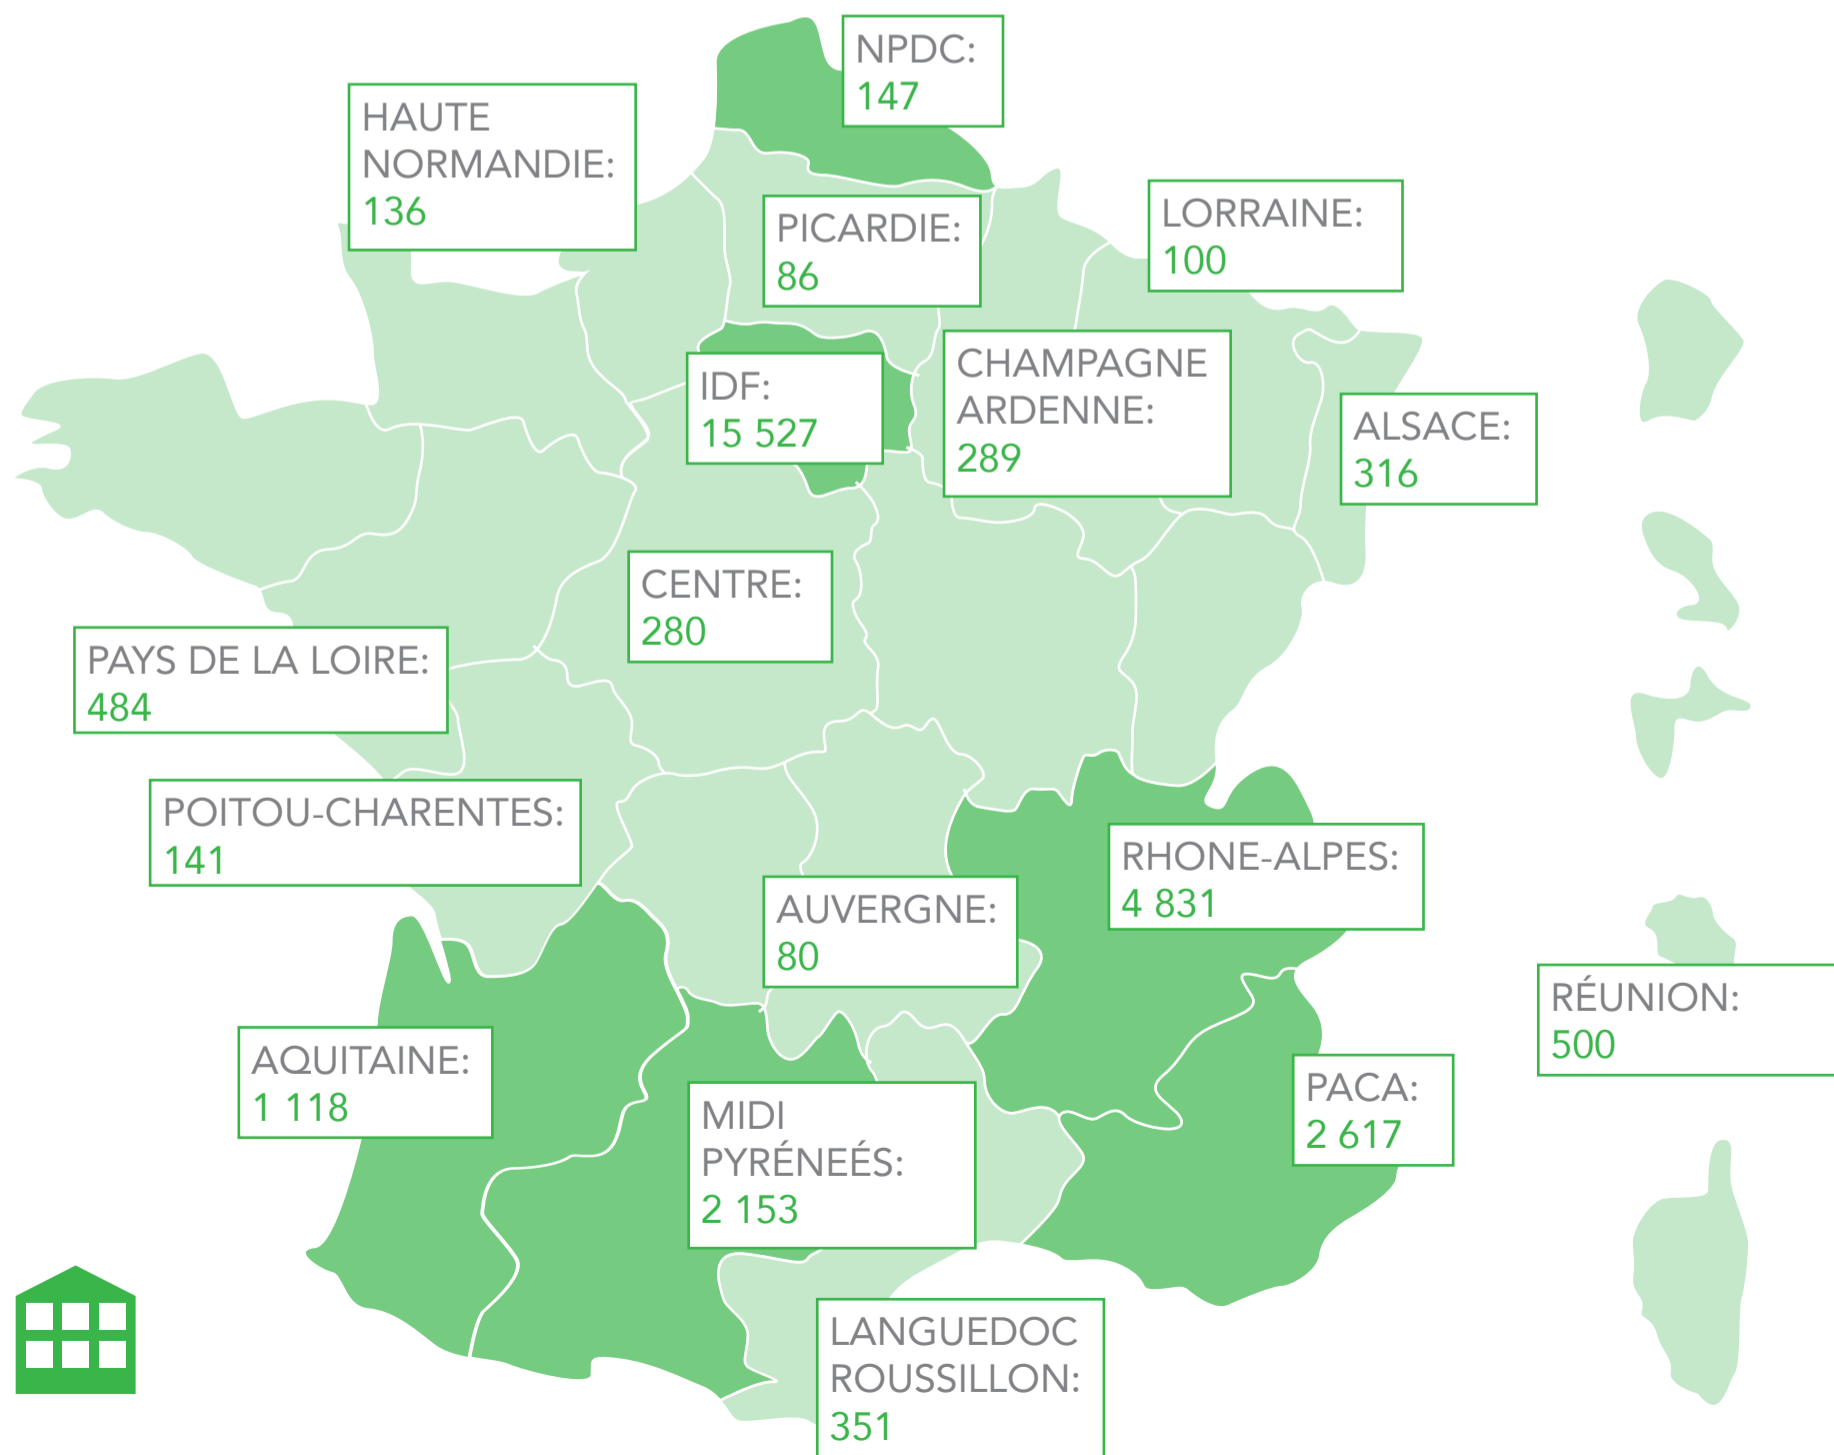 NPDC:
147
HAUTE
NORMANDIE:
136
PICARDIE:
86
LORRAINE:
100
IDF:
15 527
CHAMPAGNE
ARDENNE:
289
ALSACE:
316
CENTRE:
280
PAYS DE LA LOIRE:
484
POITOU-CHARENTES:
141
RHONE-ALPES:
4 831
AUVERGNE:
80
RÉUNION:
500
AQUITAINE:
1 118
PACA:
2 617
MIDI
PYRÉNEÉS:
2 153
LANGUEDOC
ROUSSILLON:
351